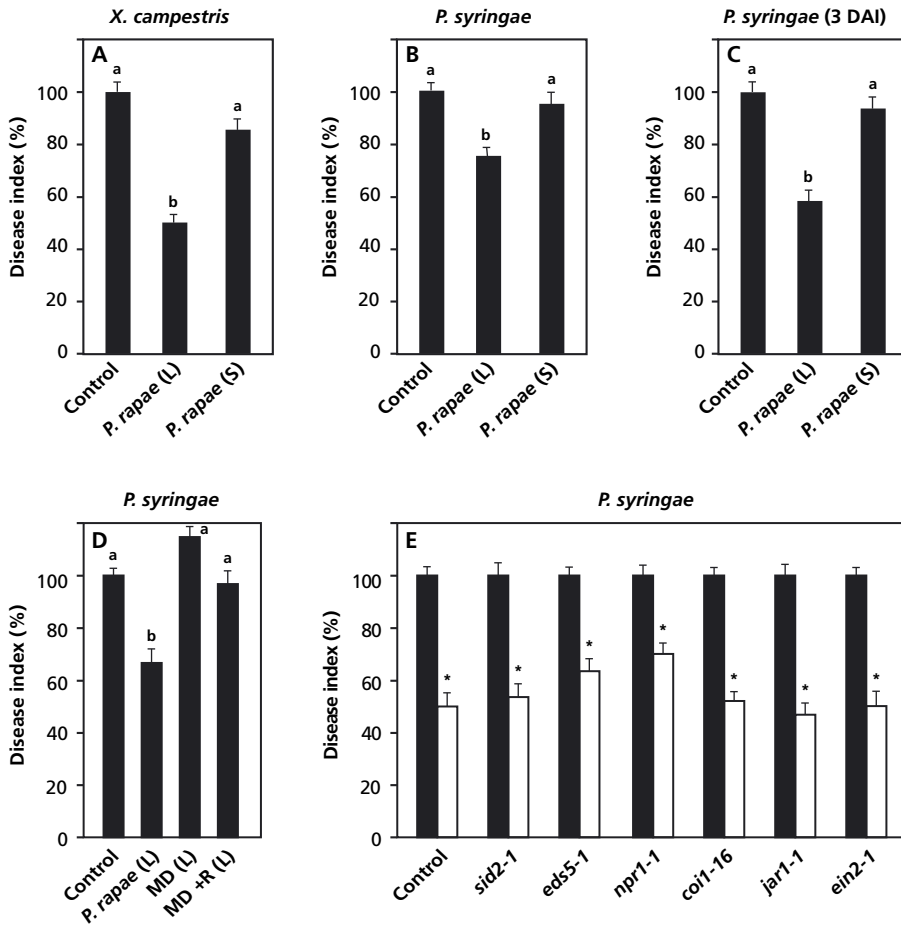 X. campestris
A
a
b
a
Disease index (%)
100
80
60
40
20
0
Control
P. rapae (L)
P. rapae (S)
P. syringae
B
a
b
a
Disease index (%)
100
80
60
40
20
0
Control
P. rapae (L)
P. rapae (S)
P. syringae (3 DAI)
C
a
b
a
Disease index (%)
100
80
60
40
20
0
Control
P. rapae (L)
P. rapae (S)
P. syringae
D
a
b
a
a
Disease index (%)
100
80
60
40
20
0
Control
P. rapae (L)
MD (L)
MD +R (L)
P. syringae
E
* * * * * * *
Disease index (%)
100
80
60
40
20
0
Control
sid2-1
eds5-1
npr1-1
coi1-16
jar1-1
ein2-1